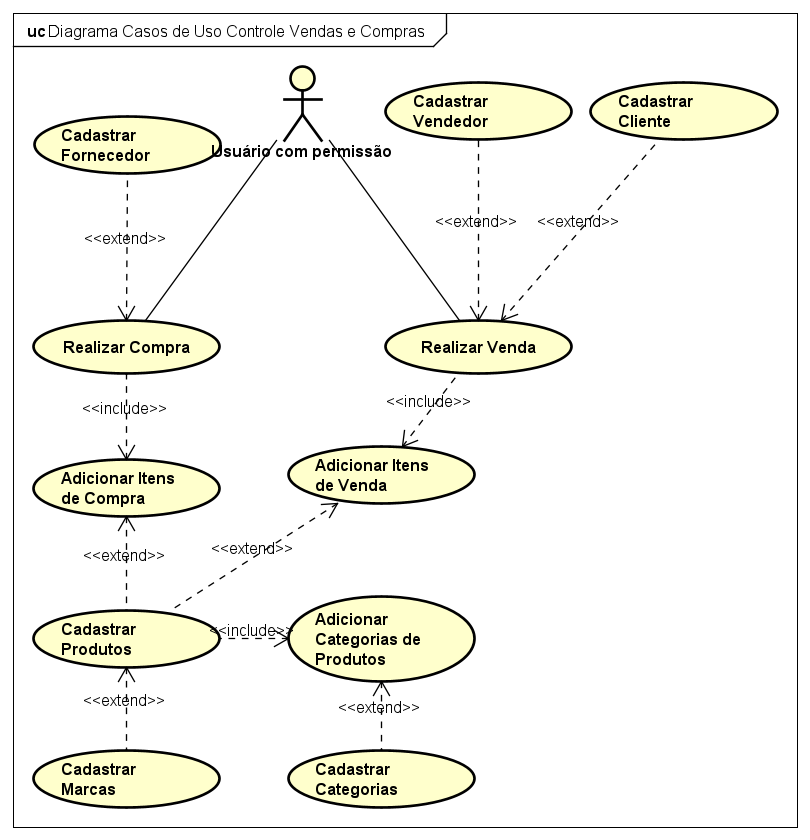 uc Diagrama Casos de Uso Controle Vendas e Compras
Cadastrar
Vendedor
Cadastrar
Cliente
Cadastrar
Fornecedor
Usuário com permissão
<<extend>>
<<extend>>
<<extend>>
Realizar Compra
Realizar Venda
<<include>>
<<include>>
Adicionar Itens
de Compra
Adicionar Itens
de Venda
<<extend>>
<<extend>>
Cadastrar
Produtos
<<include>>
Adicionar
Categorias de
Produtos
<<extend>>
<<extend>>
Cadastrar
Marcas
Cadastrar
Categorias